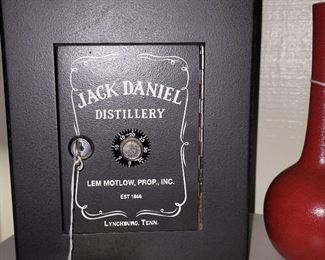 JACK DANIEL
DISTILLERY
LEM MOTLOW, PROP., INC.
EST 1866
LYNCHBURG, TENN.